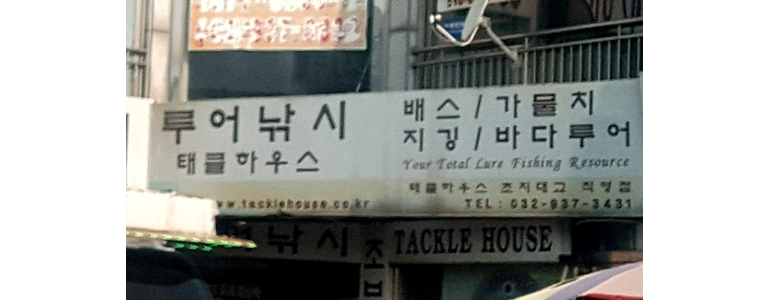 루어낚시
태클하우스
배스/가물치
지깅/바다루어
Your Total Lure Fishing Resource
태클하우스 조지대고 직영점
www.tacklehouse.co.kr
TEL: 032-937-3431
낚시
조
TACKLE HOUSE